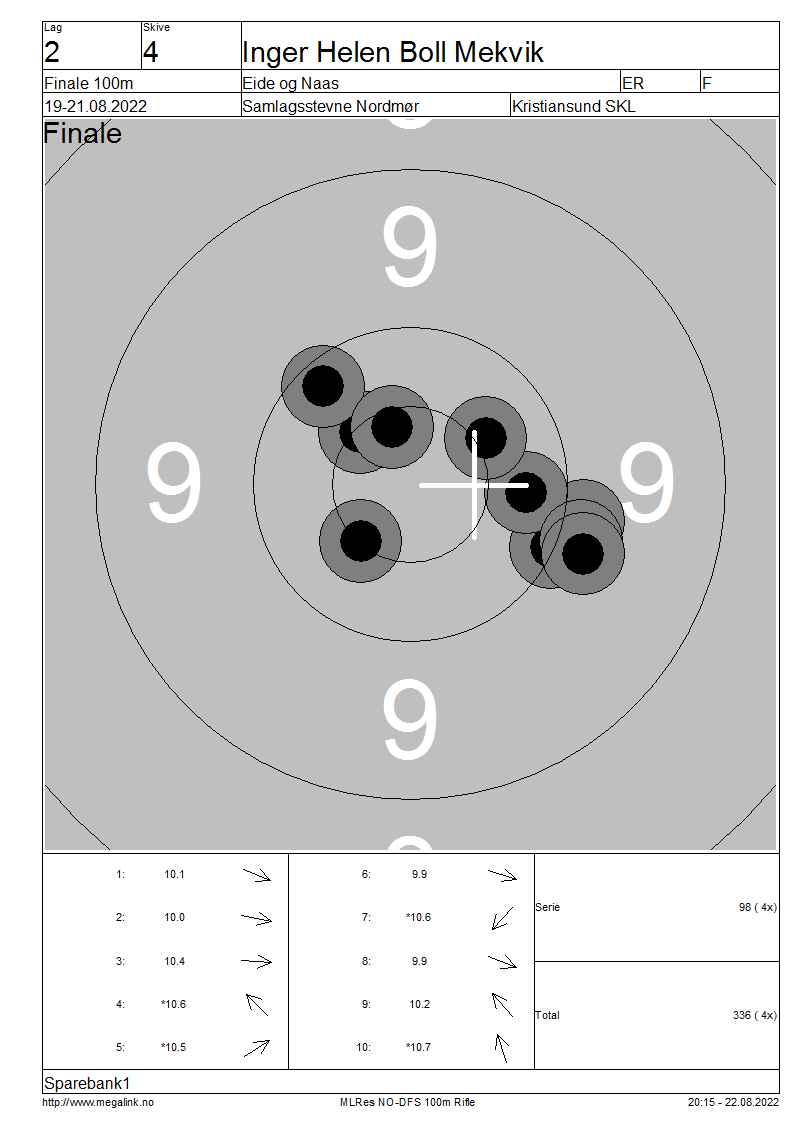 Lag Skive
2 4 Inger Helen Boll Mekvik
Finale 100m Eide og Naas ER F
19-21.08.2022 Samlagsstevne Nordmør Kristiansund SKL
Finale
9
9 9
9
1: 10.1 6: 9.9
2: 10.0 7: *10.6
3: 10.4 8: 9.9
4: *10.6 9: 10.2
5: *10.5 10: *10.7
Serie 98 ( 4x)
Total 336 ( 4x)
Sparebank1
http://www.megalink.no MLRes NO-DFS 100m Rifle 20:15 - 22.08.2022